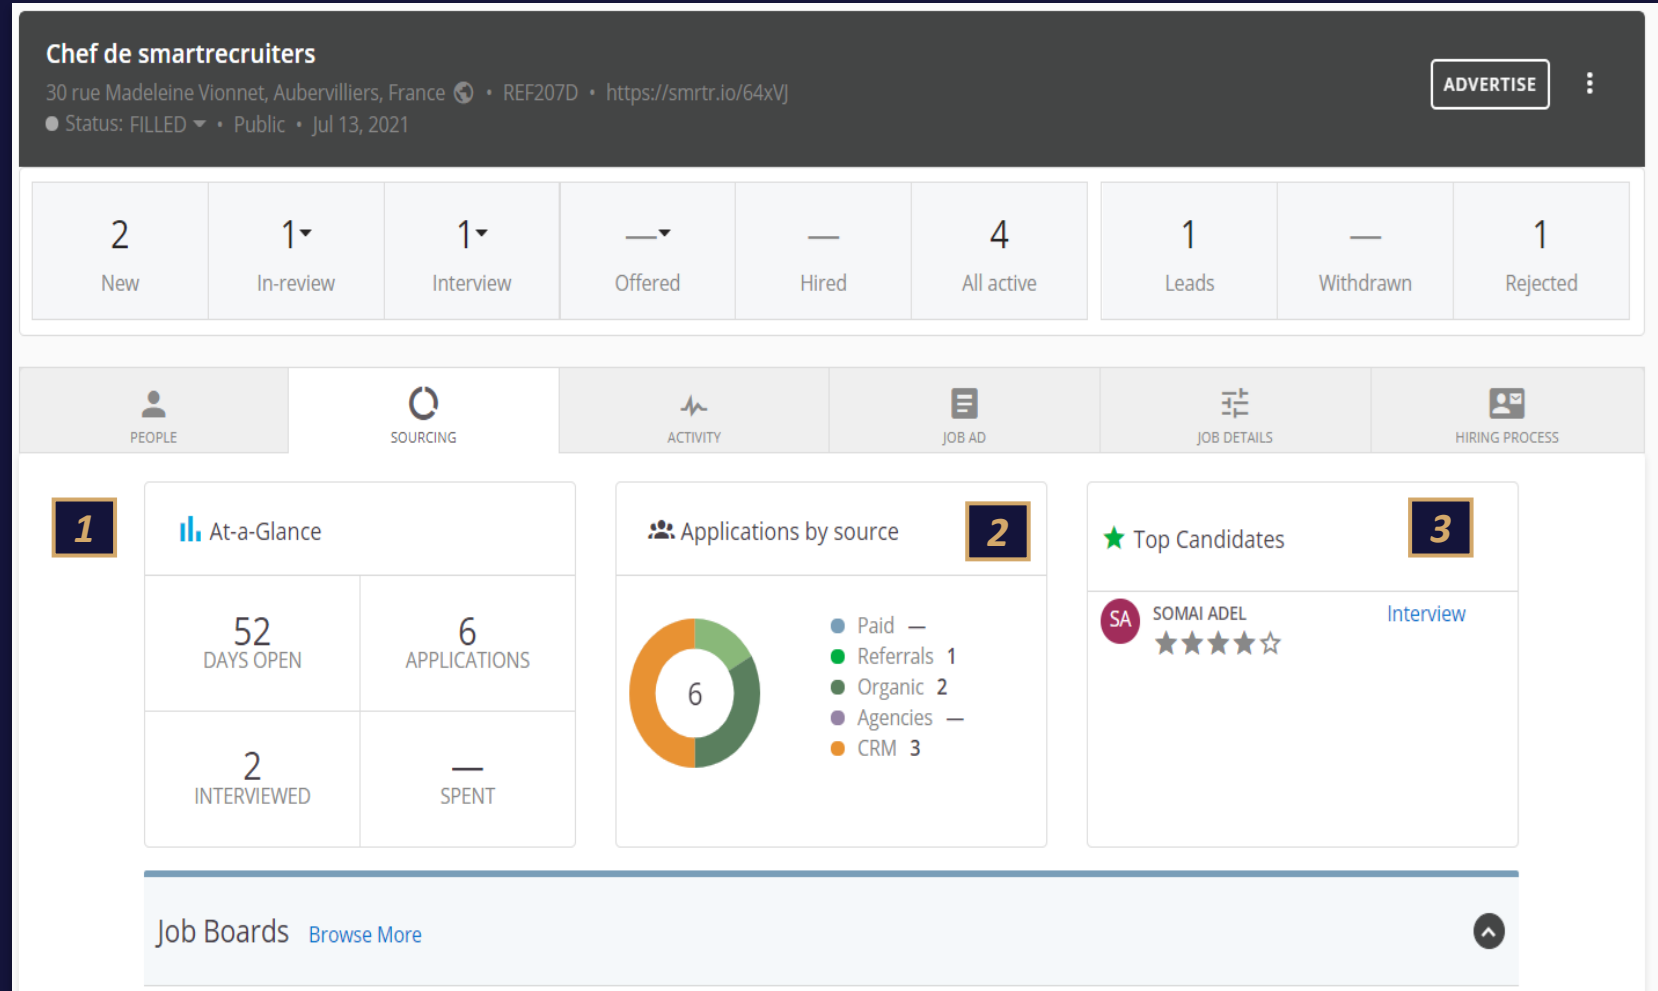 Chef de smartrecruiters
30 rue Madeleine Vionnet, Aubervilliers, France • REF207D • https://smrtr.io/64xVJ
Status: FILLED • Public • Jul 13, 2021
ADVERTISE
2 1 1 — — 4 1 — 1
New In-review Interview Offered Hired All active Leads Withdrawn Rejected
PEOPLE SOURCING ACTIVITY JOB AD JOB DETAILS HIRING PROCESS
1
At-a-Glance
52
DAYS OPEN
6
APPLICATIONS
2
INTERVIEWED
—
SPENT
Applications by source
2
6
Paid —
Referrals 1
Organic 2
Agencies —
CRM 3
Top Candidates
3
SA
SOMAI ADEL
Interview
Job Boards Browse More